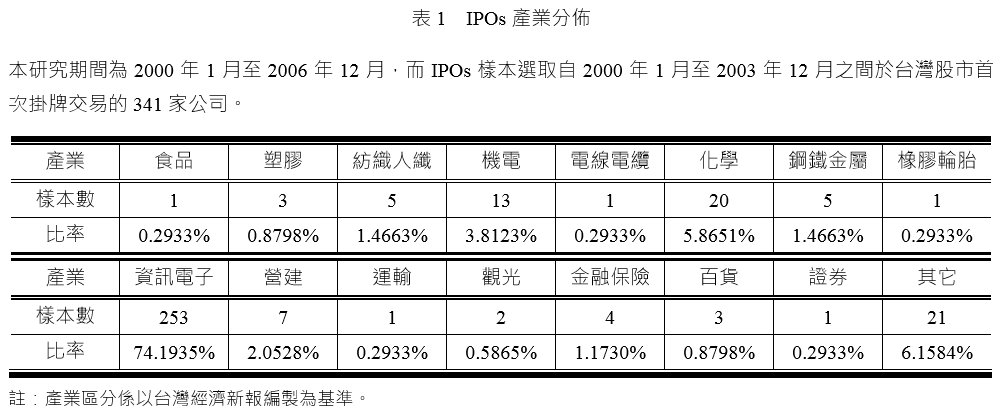 表 1 IPOs 產業分佈
本研究期間為 2000 年 1 月至 2006 年 12 月，而 IPOs 樣本選取自 2000 年 1 月至 2003 年 12 月之間於台灣股市首
次掛牌交易的 341 家公司。
產業 食品 塑膠 紡織人纖 機電 電線電纜 化學 鋼鐵金屬 橡膠輪胎
樣本數 1 3 5 13 1 20 5 1
比率 0.2933% 0.8798% 1.4663% 3.8123% 0.2933% 5.8651% 1.4663% 0.2933%
產業 資訊電子 營建 運輸 觀光 金融保險 百貨 證券 其它
樣本數 253 7 1 2 4 3 1 21
比率 74.1935% 2.0528% 0.2933% 0.5865% 1.1730% 0.8798% 0.2933% 6.1584%
註：產業區分係以台灣經濟新報編製為基準。